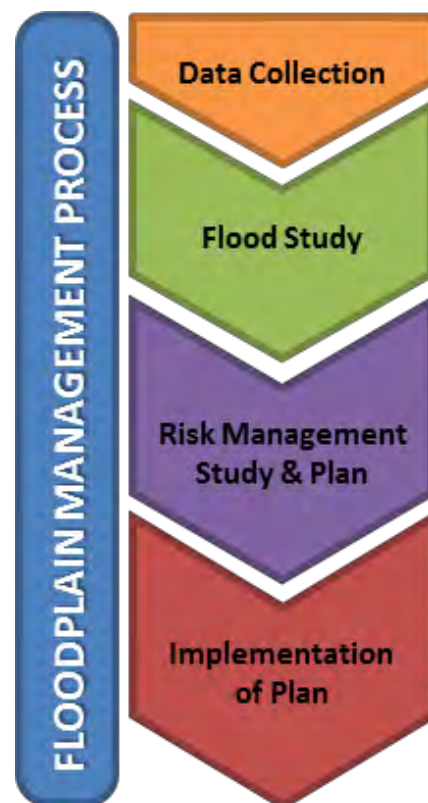 FLOODPLAIN MANAGEMENT PROCESS
Data Collection
Flood Study
Risk Management
Study & Plan
Implementation
of Plan